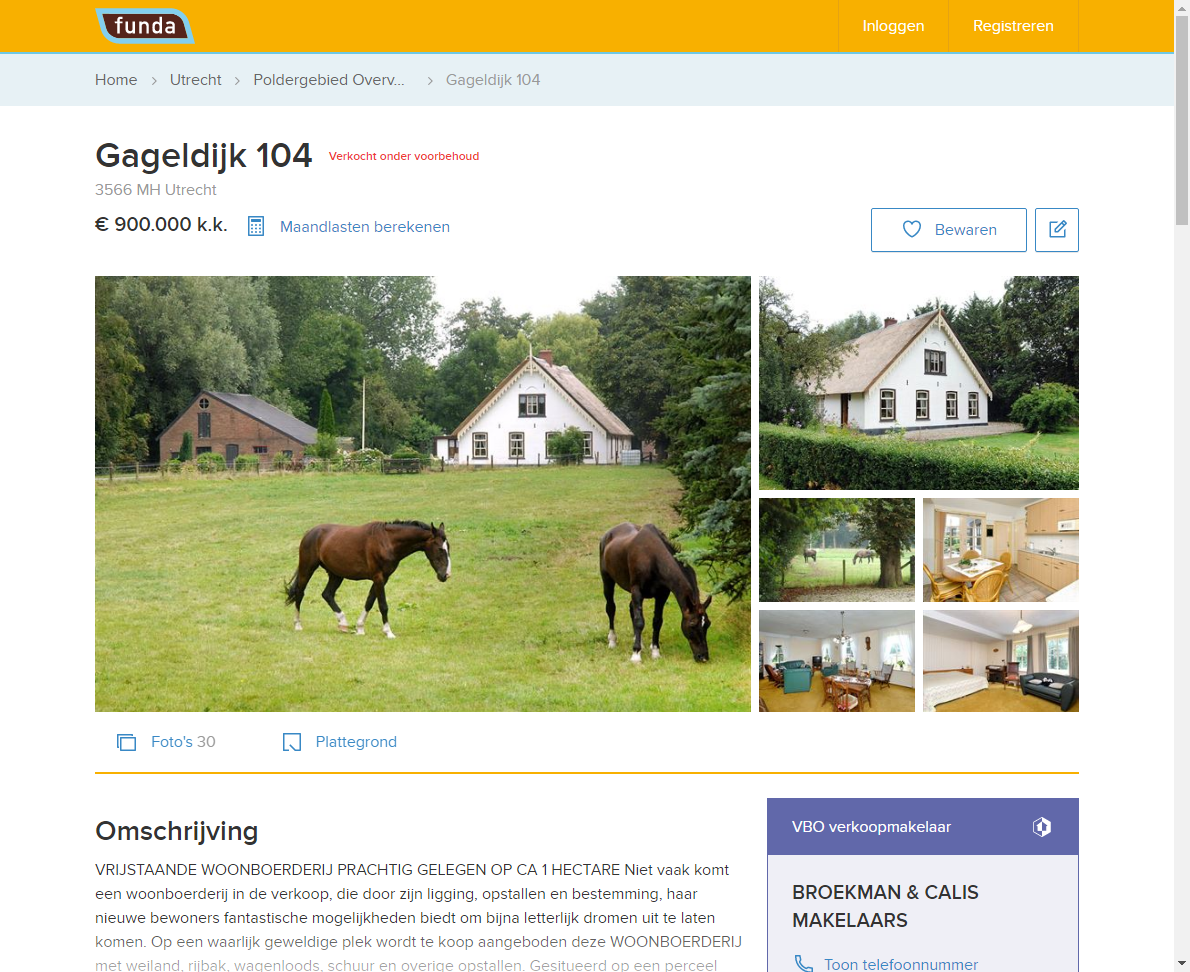 funda
Inloggen
Registreren
Home
Utrecht
Poldergebied Overv...
Gageldijk 104
Gageldijk 104 Verkocht onder voorbehoud
3566 MH Utrecht
€ 900.000 k.k.
Maandlasten berekenen
Bewaren
Foto's 30
Plattegrond
Omschrijving
VRIJSTAANDE WOONBOERDERIJ PRACHTIG GELEGEN OP CA 1 HECTARE Niet vaak komt
een woonboerderij in de verkoop, die door zijn ligging, opstallen en bestemming, haar
nieuwe bewoners fantastische mogelijkheden biedt om bijna letterlijk dromen uit te laten
komen. Op een waarlijk geweldige plek wordt te koop aangeboden deze WOONBOERDERIJ
met weiland, rijbak, wagenloods, schuur en overige opstallen. Gesitueerd op een perceel
VBO verkoopmakelaar
BROEKMAN & CALIS
MAKELAARS
Toon telefoonnummer